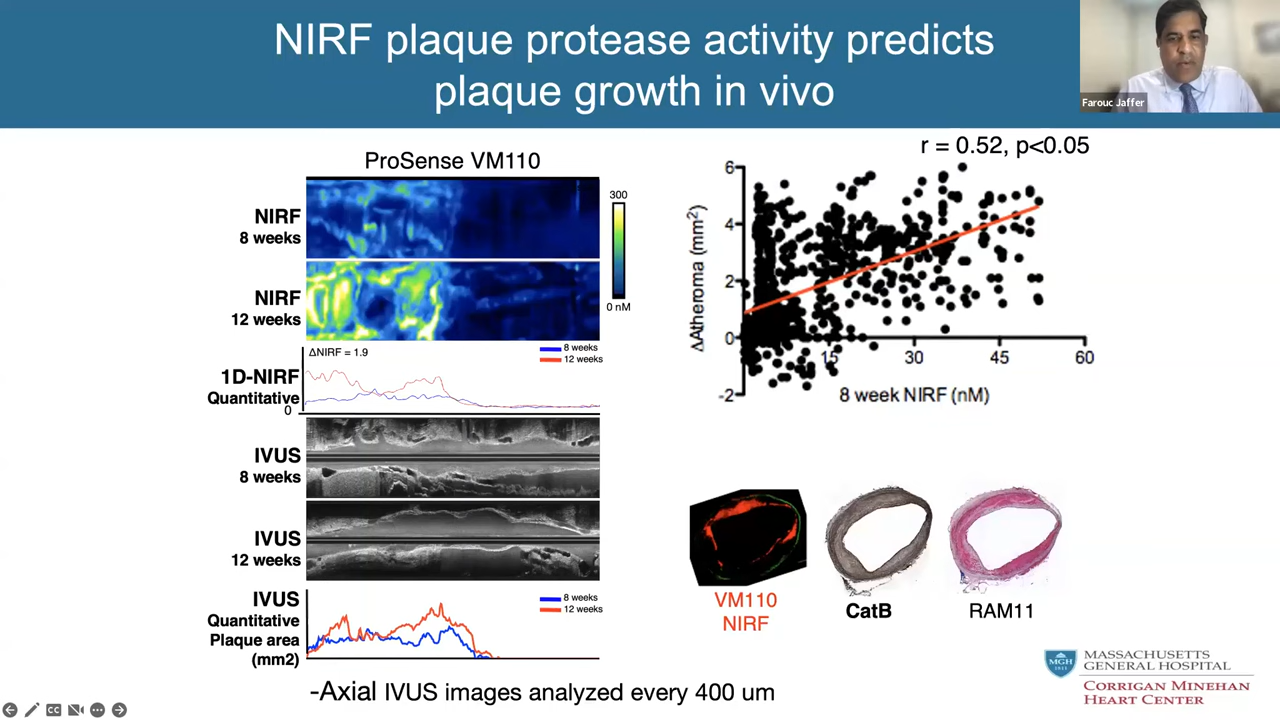 NIRF plaque protease activity predicts
plaque growth in vivo
Farouc Jaffer
ProSense VM110
NIRF
8 weeks
NIRF
12 weeks
300
0 nM
ΔNIRF = 1.9
8 weeks
12 weeks
1D-NIRF
Quantitative
0
IVUS
8 weeks
IVUS
12 weeks
IVUS
Quantitative
Plaque area
(mm2)
8 weeks
12 weeks
-Axial IVUS images analyzed every 400 um
r = 0.52, p<0.05
ΔAtheroma (mm²)
6
4
2
0
-2
15
30
45
60
8 week NIRF (nM)
VM110
NIRF
CatB
RAM11
MGH
1811
MASSACHUSETTS
GENERAL HOSPITAL
CORRIGAN MINEHAN
HEART CENTER
CC